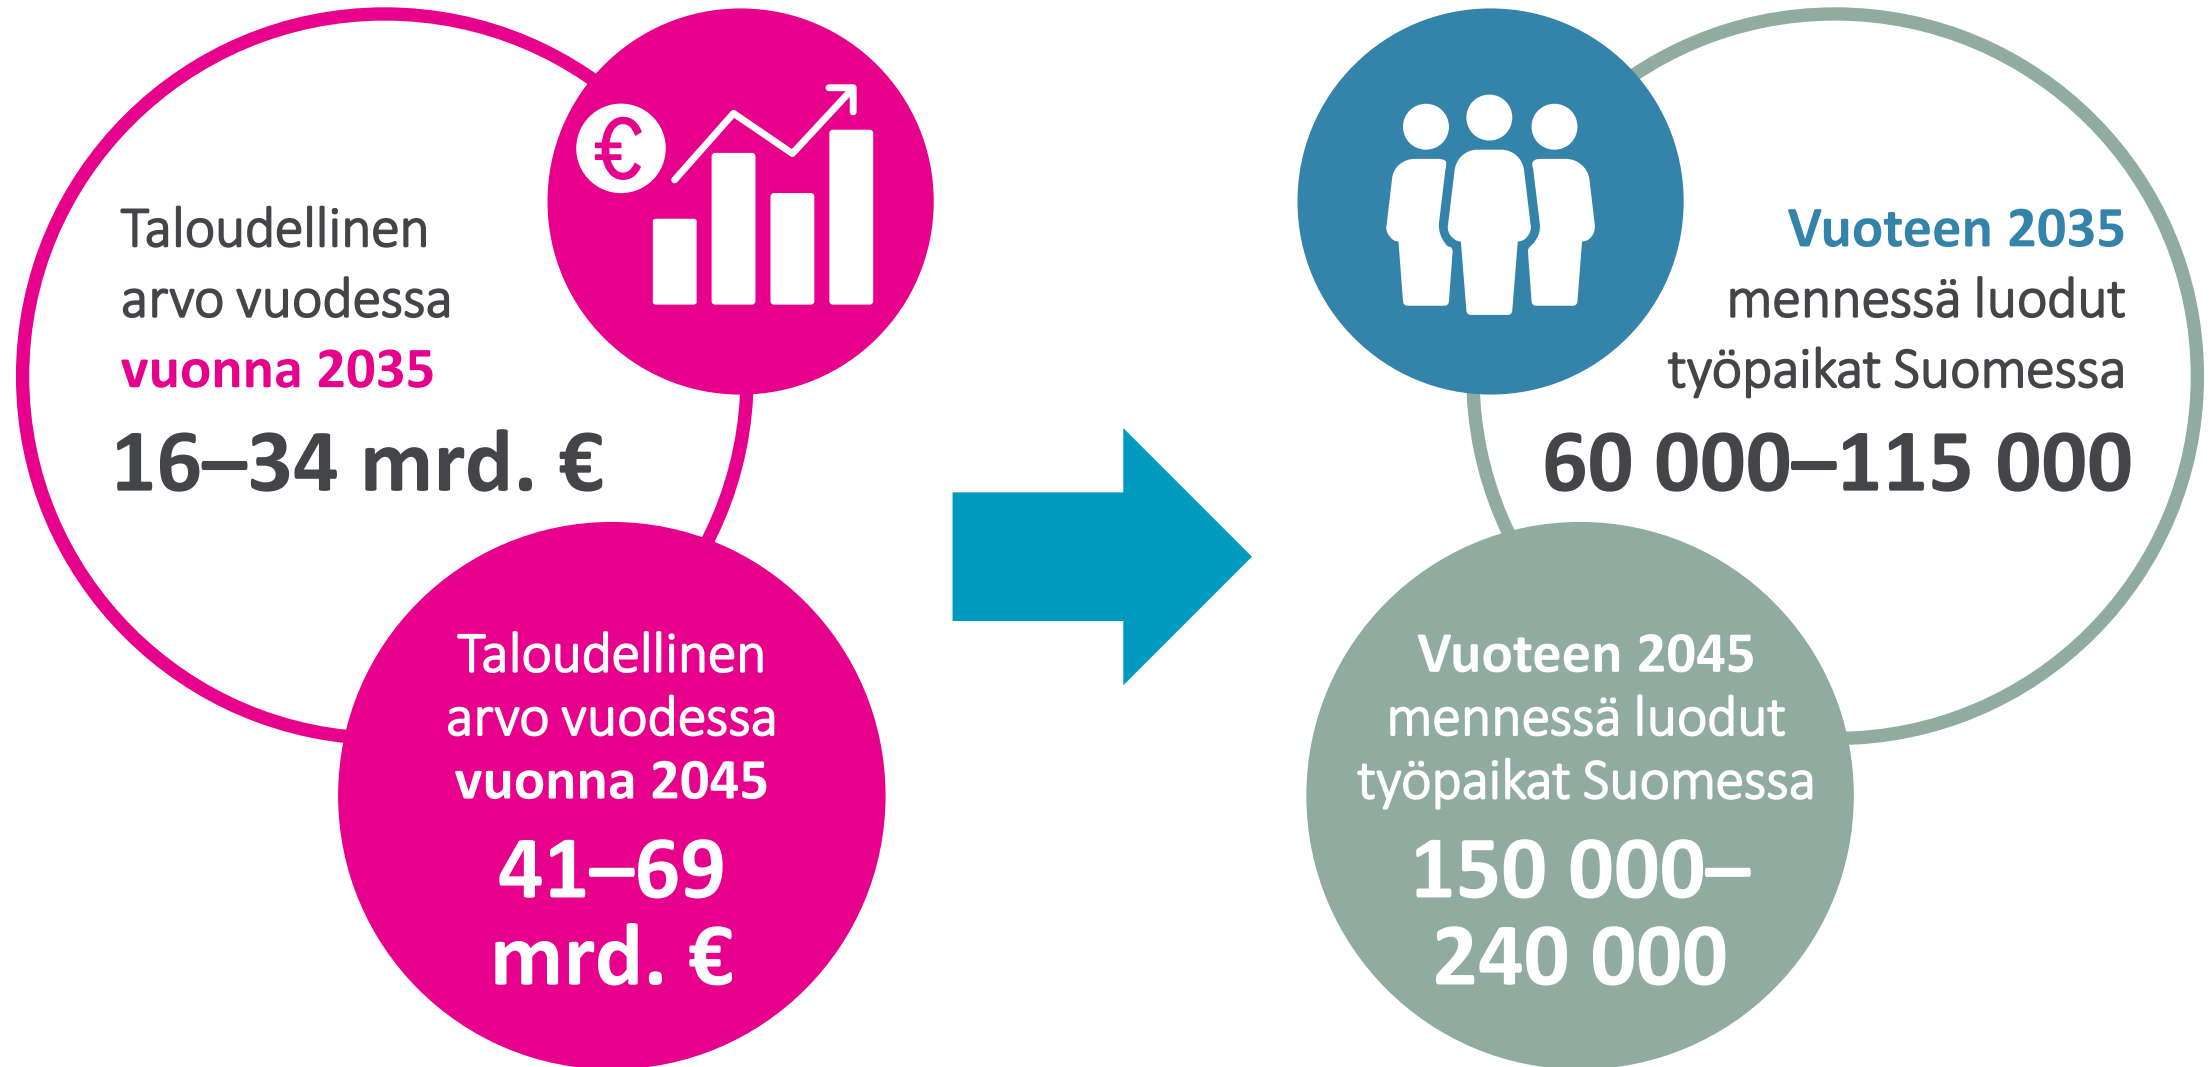 €
Taloudellinen
arvo vuodessa
vuonna 2035
16–34 mrd. €
Taloudellinen
arvo vuodessa
vuonna 2045
41–69
mrd. €
Vuoteen 2035
mennessä luodut
työpaikat Suomessa
60 000–115 000
Vuoteen 2045
mennessä luodut
työpaikat Suomessa
150 000–
240 000